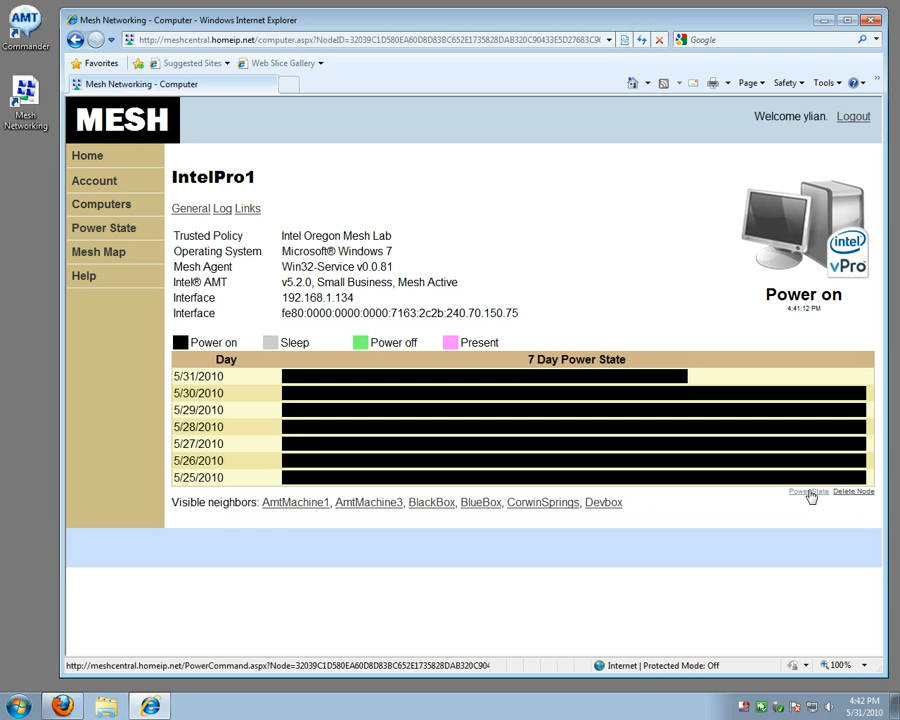 AMT
Commander
Mesh
Networking
Mesh Networking - Computer - Windows Internet Explorer
http://meshcentral.homeip.net/computer.aspx?NodeID=32039C1D580EA60D8D83BC652E1735828DAB320C90433E5D27683C9(
Google
Favorites
Suggested Sites
Web Slice Gallery
Mesh Networking - Computer
Page
Safety
Tools
»
MESH
Welcome ylian. Logout
Home
Account
Computers
Power State
Mesh Map
Help
IntelPro1
General Log Links
Trusted Policy Intel Oregon Mesh Lab
Operating System Microsoft® Windows 7
Mesh Agent Win32-Service v0.0.81
Intel® AMT v5.2.0, Small Business, Mesh Active
Interface 192.168.1.134
Interface fe80:0000:0000:0000:7163:2c2b:240.70.150.75
intel
vPro
Power on
4:41:12 PM
Power on Sleep Power off Present
Day 7 Day Power State
5/31/2010
5/30/2010
5/29/2010
5/28/2010
5/27/2010
5/26/2010
5/25/2010
PowerState Delete Node
Visible neighbors: AmtMachine1, AmtMachine3, BlackBox, BlueBox, CorwinSprings, Devbox
http://meshcentral.homeip.net/PowerCommand.aspx?Node=32039C1D580EA60D8D83BC652E1735828DAB320C904
Internet | Protected Mode: Off
100%
4:42 PM
5/31/2010